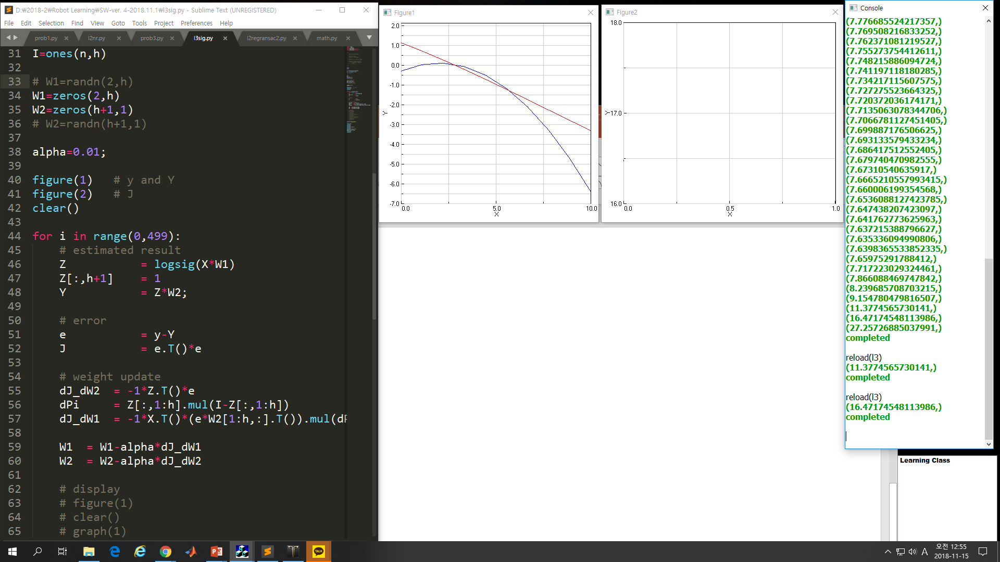 D:₩2018-2₩Robot Learning₩SW-ver. 4-2018.11.1₩l3sig.py - Sublime Text (UNREGISTERED)
File Edit Selection Find View Goto Tools Project Preferences Help
prob1.py l2nr.py prob3.py l3sig.py l2regransac2.py math.py
31 I=ones(n,h)
32
33 # W1=randn(2,h)
34 W1=zeros(2,h)
35 W2=zeros(h+1,1)
36 # W2=randn(h+1,1)
37
38 alpha=0.01;
39
40 figure(1) # y and Y
41 figure(2) # J
42 clear()
43
44 for i in range(0,499):
45 # estimated result
46 Z = logsig(X*W1)
47 Z[:,h+1] = 1
48 Y = Z*W2;
49
50 # error
51 e = y-Y
52 J = e.T()*e
53
54 # weight update
55 dJ_dW2 = -1*Z.T()*e
56 dPi = Z[:,1:h].mul(I-Z[:,1:h])
57 dJ_dW1 = -1*X.T()*(e*W2[1:h,:].T()).mul(dP
58
59 W1 = W1-alpha*dJ_dW1
60 W2 = W2-alpha*dJ_dW2
61
62 # display
63 # figure(1)
64 # clear()
65 # graph(1)
Figure1
2.0
1.0
0.0
-1.0
-2.0
-3.0
-4.0
-5.0
-6.0
-7.0
Y
0.0 5.0 10.0
X
Figure2
18.0
17.0
16.0
Y
0.0 0.5 1.0
X
Console
(7.776685524217357,)
(7.769508216833252,)
(7.762371081219527,)
(7.755273754412611,)
(7.748215886094724,)
(7.741197118180285,)
(7.734217115607575,)
(7.727275523664325,)
(7.720372036174171,)
(7.7135063078344706,)
(7.7066781127451405,)
(7.699887176506625,)
(7.693133579433234,)
(7.686417512552405,)
(7.679740470982555,)
(7.67310540635917,)
(7.6665210557993415,)
(7.660006199354568,)
(7.6536088127423785,)
(7.647438207423097,)
(7.641762773625963,)
(7.637215388796627,)
(7.635336094990806,)
(7.6398365533852335,)
(7.65975291788412,)
(7.717223029324461,)
(7.866088469747842,)
(8.239685708703215,)
(9.154780479816507,)
(11.3774565730141,)
(16.47174548113986,)
(27.25726885037991,)
completed
reload(l3)
(11.3774565730141,)
completed
reload(l3)
(16.47174548113986,)
completed
Learning Class
TALK
A
오전 12:55
2018-11-15